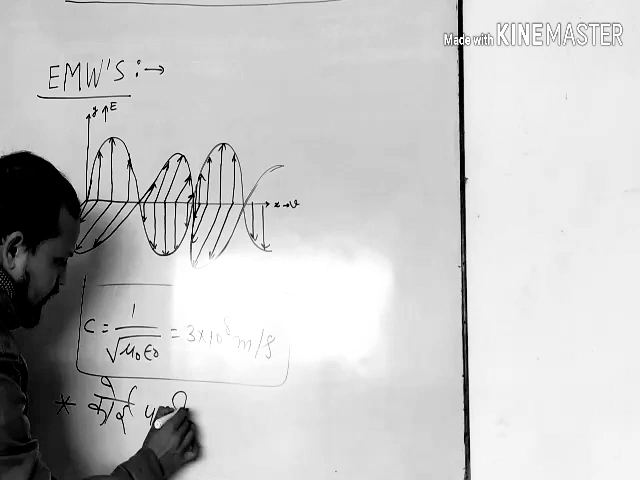 Made with KINEMASTER
EMW'S :→
y ↑E
x → v
C = 1/√μ₀ε₀ = 3×10⁸ m/s
*